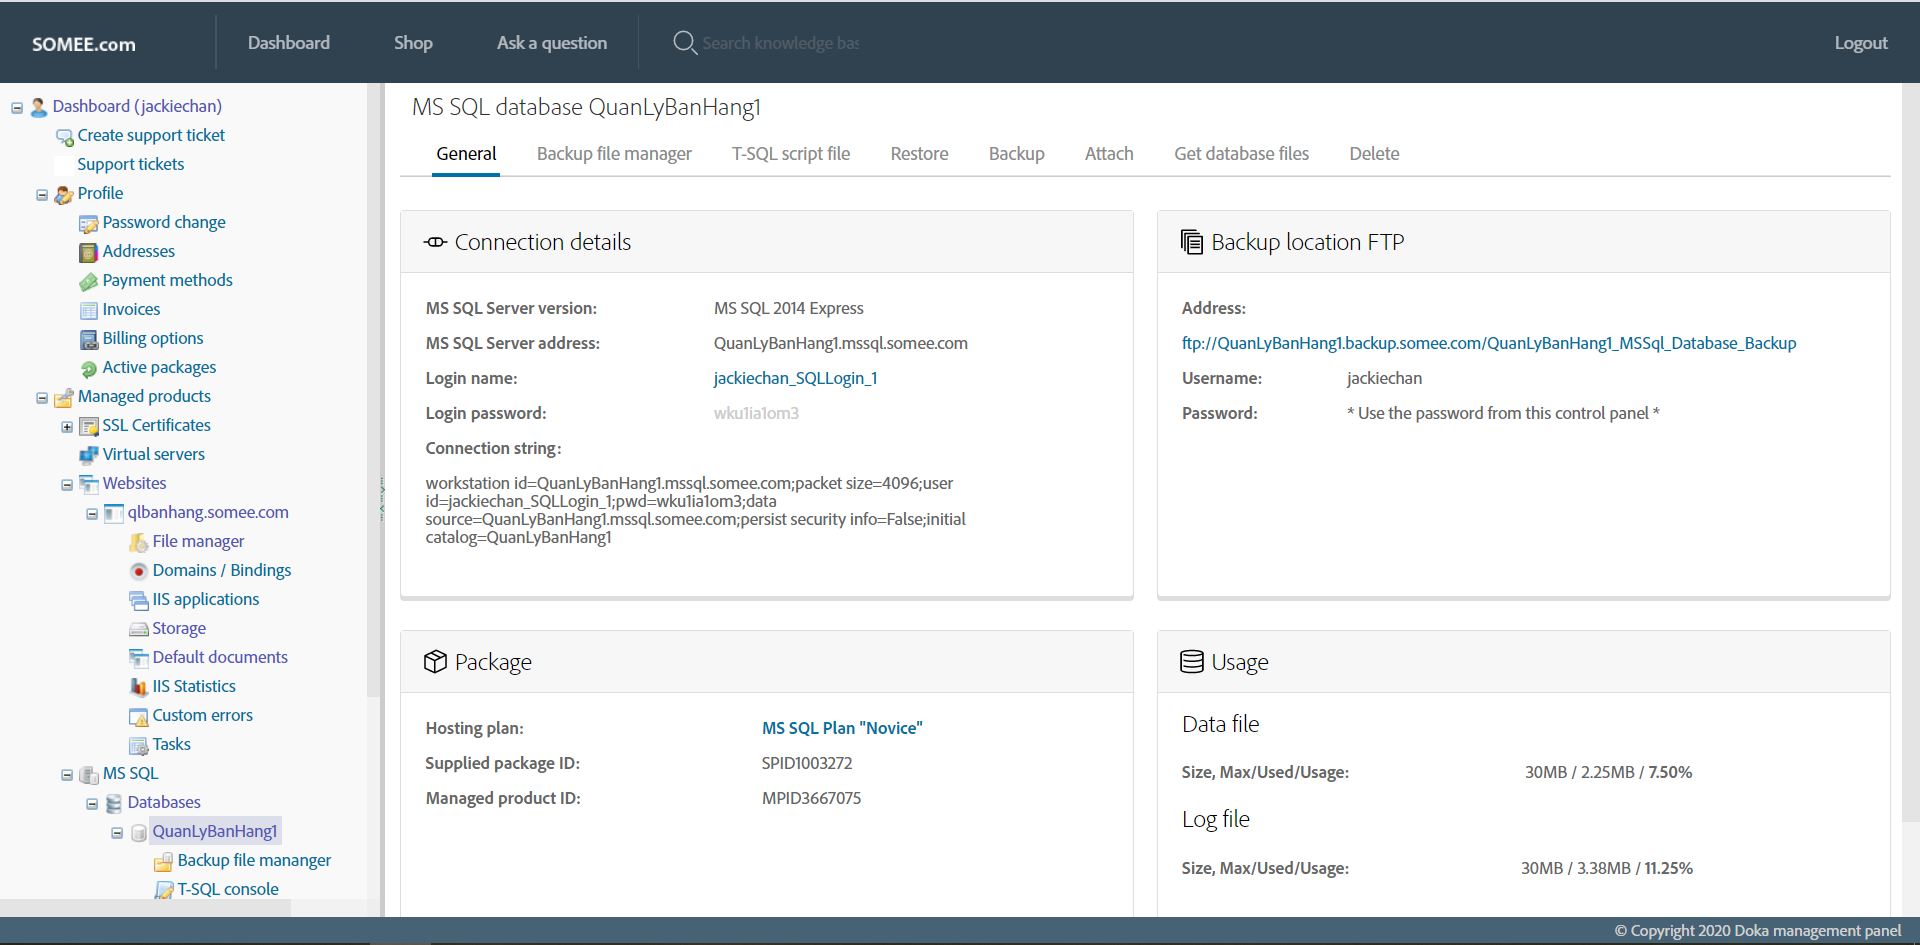 SOMEE.com
Dashboard
Shop
Ask a question
Search knowledge bas
Logout
Dashboard (jackiechan)
Create support ticket
Support tickets
Profile
Password change
Addresses
Payment methods
Invoices
Billing options
Active packages
Managed products
SSL Certificates
Virtual servers
Websites
qlbanhang.somee.com
File manager
Domains / Bindings
IIS applications
Storage
Default documents
IIS Statistics
Custom errors
Tasks
MS SQL
Databases
QuanLyBanHang1
Backup file mananger
T-SQL console
MS SQL database QuanLyBanHang1
General
Backup file manager
T-SQL script file
Restore
Backup
Attach
Get database files
Delete
Connection details
MS SQL Server version: MS SQL 2014 Express
MS SQL Server address: QuanLyBanHang1.mssql.somee.com
Login name: jackiechan_SQLLogin_1
Login password: wku1ia1om3
Connection string:
workstation id=QuanLyBanHang1.mssql.somee.com;packet size=4096;user
id=jackiechan_SQLLogin_1;pwd=wku1ia1om3;data
source=QuanLyBanHang1.mssql.somee.com;persist security info=False;initial
catalog=QuanLyBanHang1
Backup location FTP
Address:
ftp://QuanLyBanHang1.backup.somee.com/QuanLyBanHang1_MSSql_Database_Backup
Username: jackiechan
Password: * Use the password from this control panel *
Package
Hosting plan: MS SQL Plan "Novice"
Supplied package ID: SPID1003272
Managed product ID: MPID3667075
Usage
Data file
Size, Max/Used/Usage: 30MB / 2.25MB / 7.50%
Log file
Size, Max/Used/Usage: 30MB / 3.38MB / 11.25%
© Copyright 2020 Doka management panel